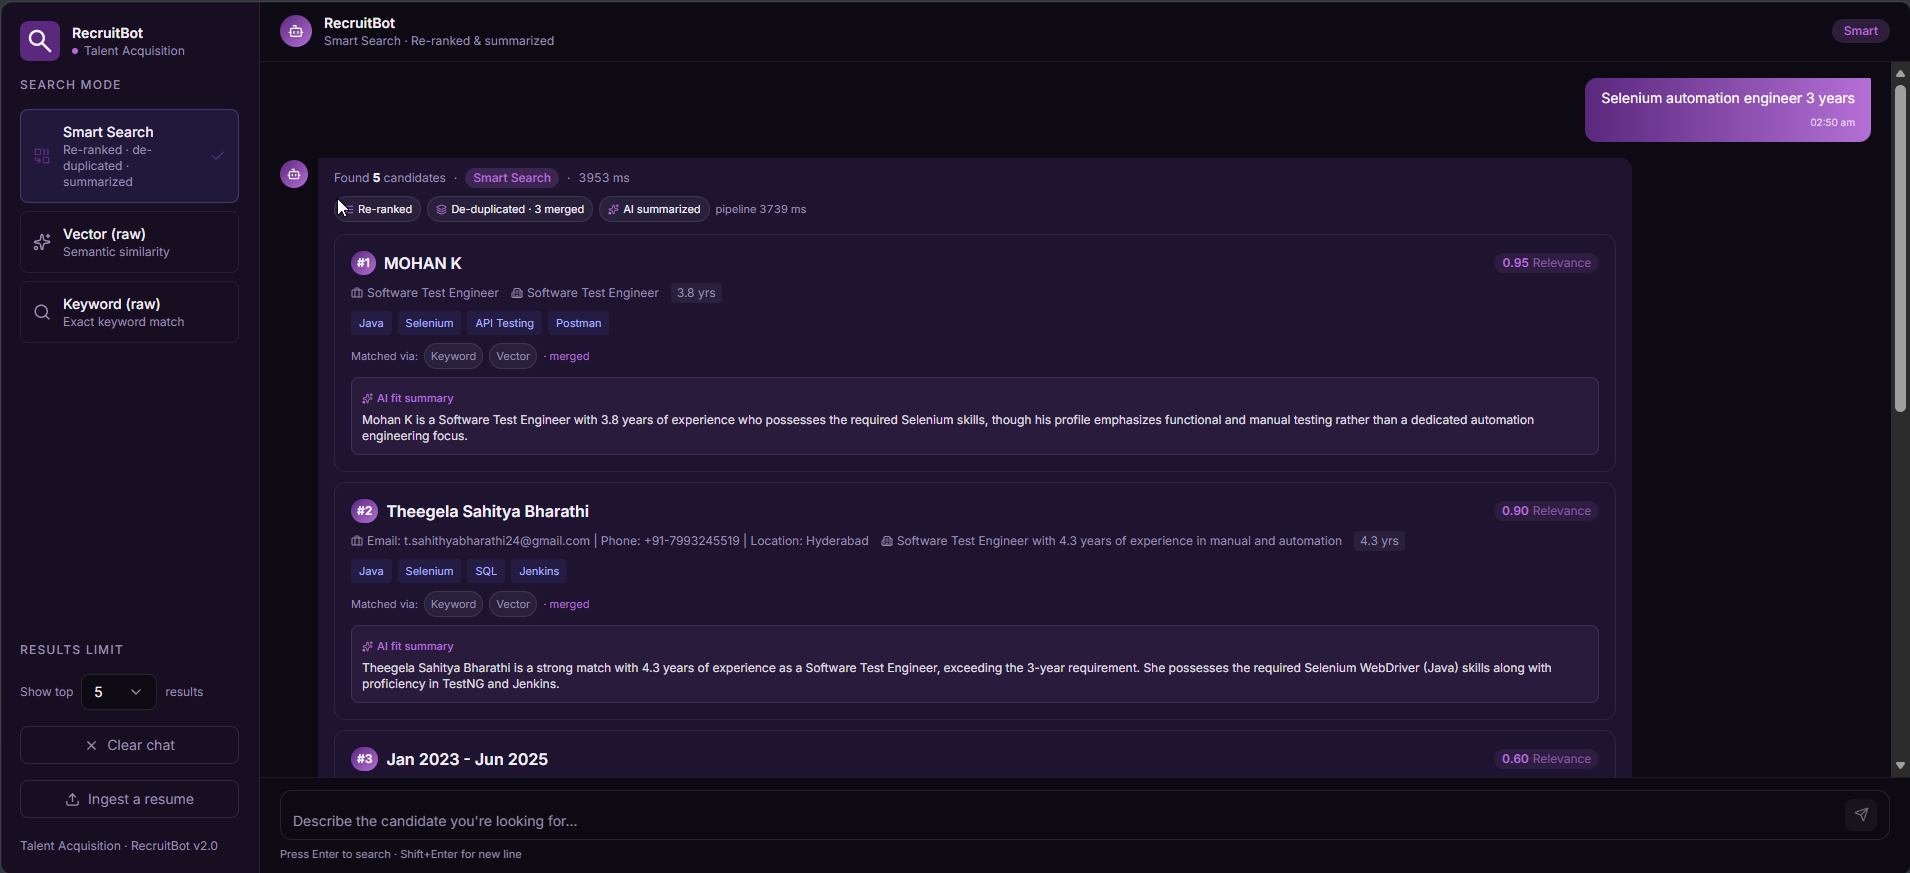 RecruitBot
Talent Acquisition
SEARCH MODE
Smart Search
Re-ranked · de-
duplicated ·
summarized
Vector (raw)
Semantic similarity
Keyword (raw)
Exact keyword match
RESULTS LIMIT
Show top 5 results
Clear chat
Ingest a resume
Talent Acquisition · RecruitBot v2.0
RecruitBot
Smart Search · Re-ranked & summarized
Smart
Selenium automation engineer 3 years
02:50 am
Found 5 candidates · Smart Search · 3953 ms
Re-ranked De-duplicated · 3 merged AI summarized pipeline 3739 ms
#1 MOHAN K 0.95 Relevance
Software Test Engineer Software Test Engineer 3.8 yrs
Java Selenium API Testing Postman
Matched via: Keyword Vector · merged
AI fit summary
Mohan K is a Software Test Engineer with 3.8 years of experience who possesses the required Selenium skills, though his profile emphasizes functional and manual testing rather than a dedicated automation
engineering focus.
#2 Theegela Sahitya Bharathi 0.90 Relevance
Email: t.sahithyabharathi24@gmail.com | Phone: +91-7993245519 | Location: Hyderabad Software Test Engineer with 4.3 years of experience in manual and automation 4.3 yrs
Java Selenium SQL Jenkins
Matched via: Keyword Vector · merged
AI fit summary
Theegela Sahitya Bharathi is a strong match with 4.3 years of experience as a Software Test Engineer, exceeding the 3-year requirement. She possesses the required Selenium WebDriver (Java) skills along with
proficiency in TestNG and Jenkins.
#3 Jan 2023 - Jun 2025 0.60 Relevance
Describe the candidate you're looking for...
Press Enter to search · Shift+Enter for new line